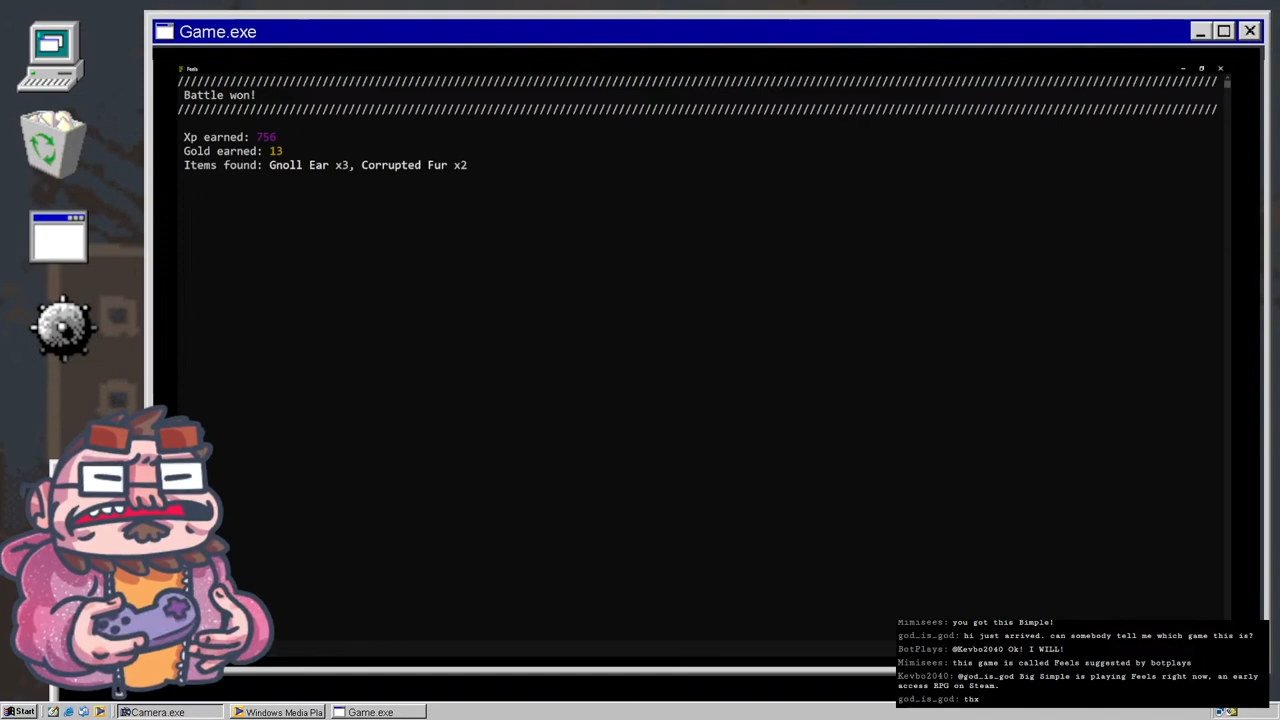 Game.exe
Feels
////////////////////////////////////////////////////////////////////////////////////////////////////////////////////////////////////////////////////////////////
Battle won!
////////////////////////////////////////////////////////////////////////////////////////////////////////////////////////////////////////////////////////////////
Xp earned: 756
Gold earned: 13
Items found: Gnoll Ear x3, Corrupted Fur x2
Mimisees: you got this Bimple!
god_is_god: hi just arrived. can somebody tell me which game this is?
BotPlays: @Kevbo2040 Ok! I WILL!
Mimisees: this game is called Feels suggested by botplays
Kevbo2040: @god_is_god Big Simple is playing Feels right now, an early
access RPG on Steam.
god_is_god: thx
Start
Camera.exe
Windows Media Pla
Game.exe